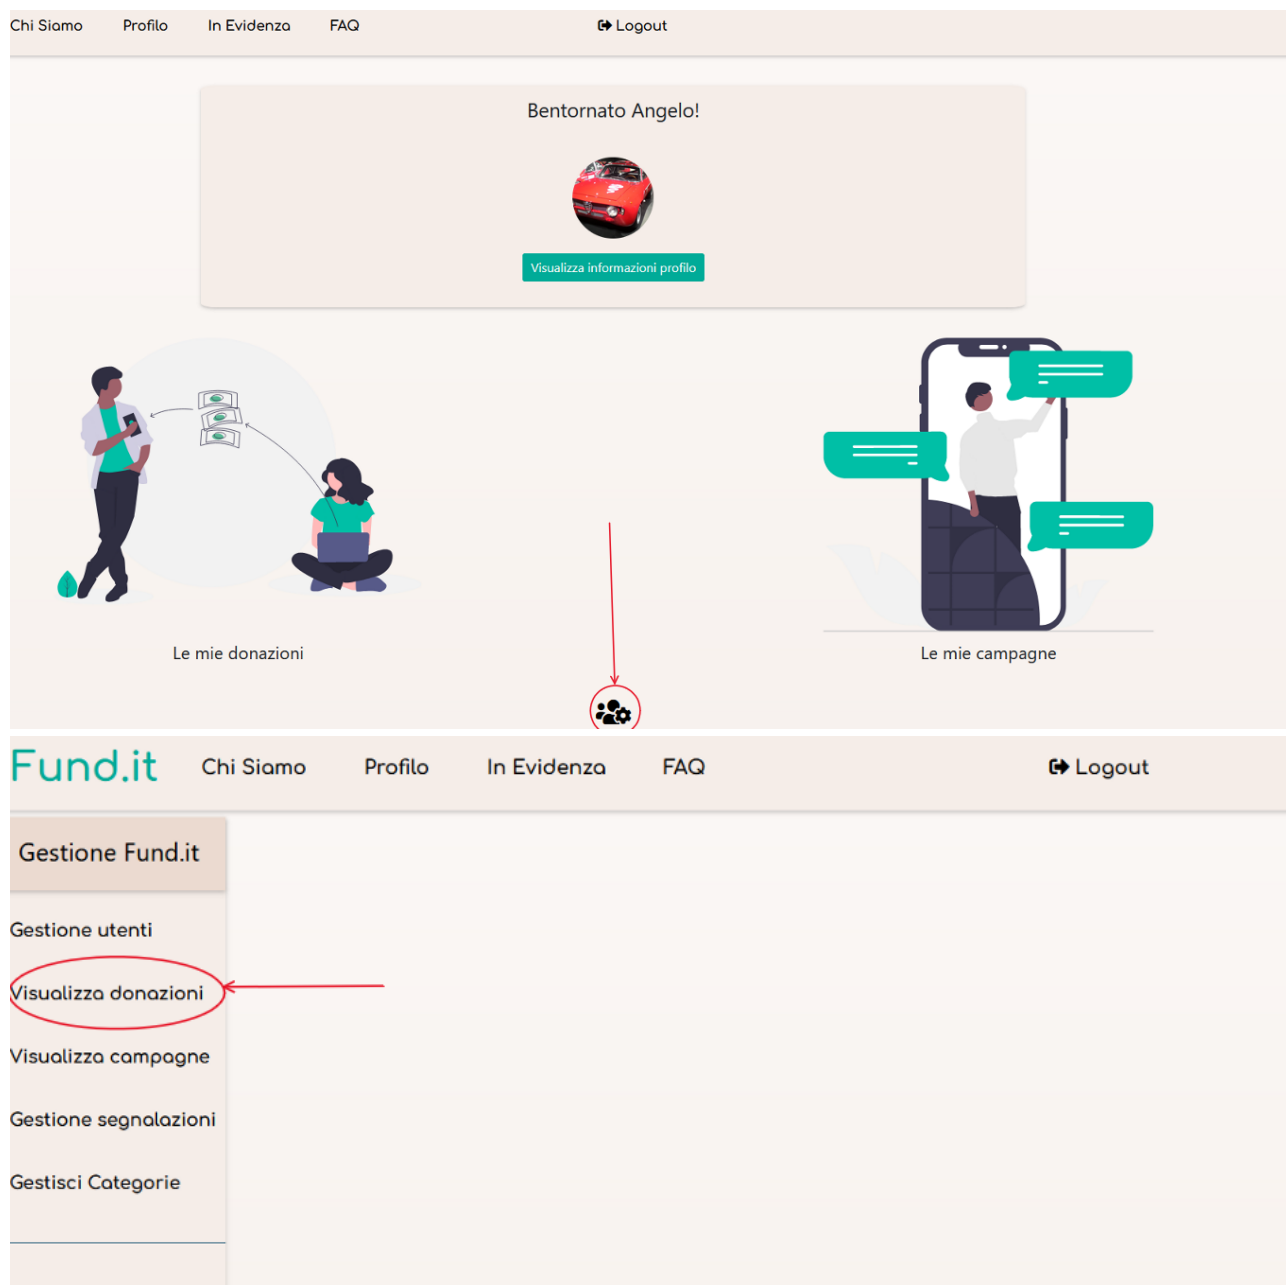 Chi Siamo Profilo In Evidenza FAQ Logout
Bentornato Angelo!
Visualizza informazioni profilo
Le mie donazioni Le mie campagne
Fund.it Chi Siamo Profilo In Evidenza FAQ Logout
Gestione Fund.it
Gestione utenti
Visualizza donazioni
Visualizza campagne
Gestione segnalazioni
Gestisci Categorie